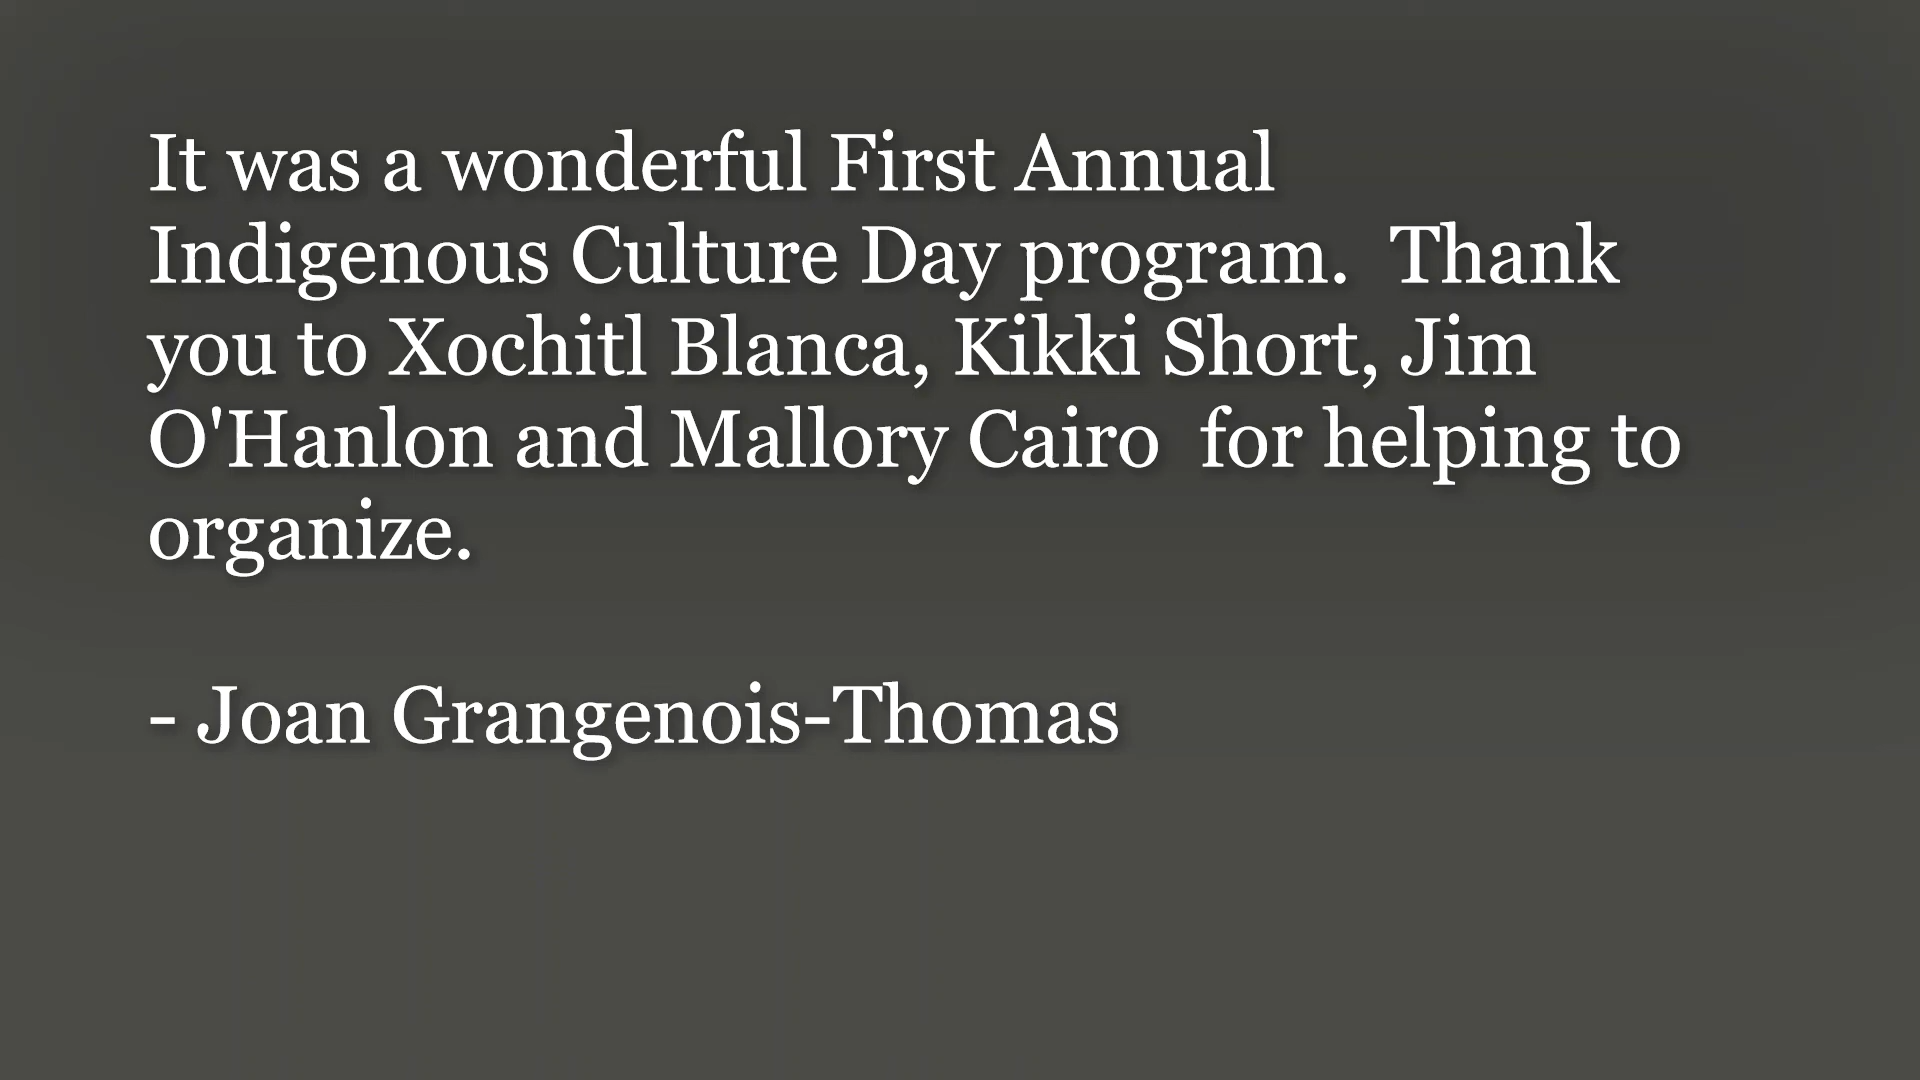 It was a wonderful First Annual
Indigenous Culture Day program.  Thank
you to Xochitl Blanca, Kikki Short, Jim
O'Hanlon and Mallory Cairo  for helping to
organize.

- Joan Grangenois-Thomas